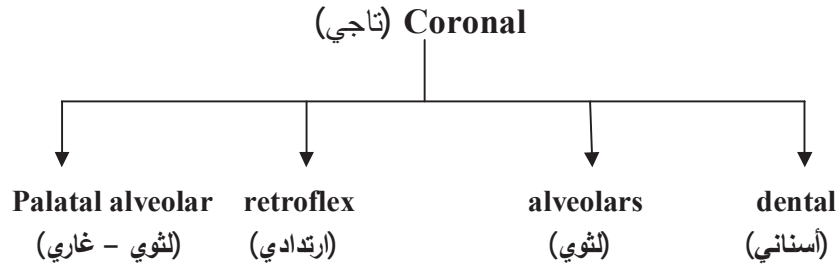 Coronal (تاجي)
Palatal alveolar retroflex alveolars dental
(لثوي – غاري) (ارتدادي) (لثوي) (أسناني)